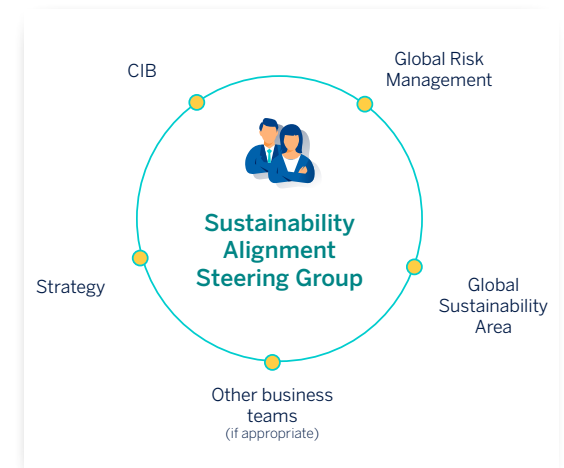 CIB
Global Risk
Management
Sustainability
Alignment
Steering Group
Strategy
Global
Sustainability
Area
Other business
teams
(if appropriate)